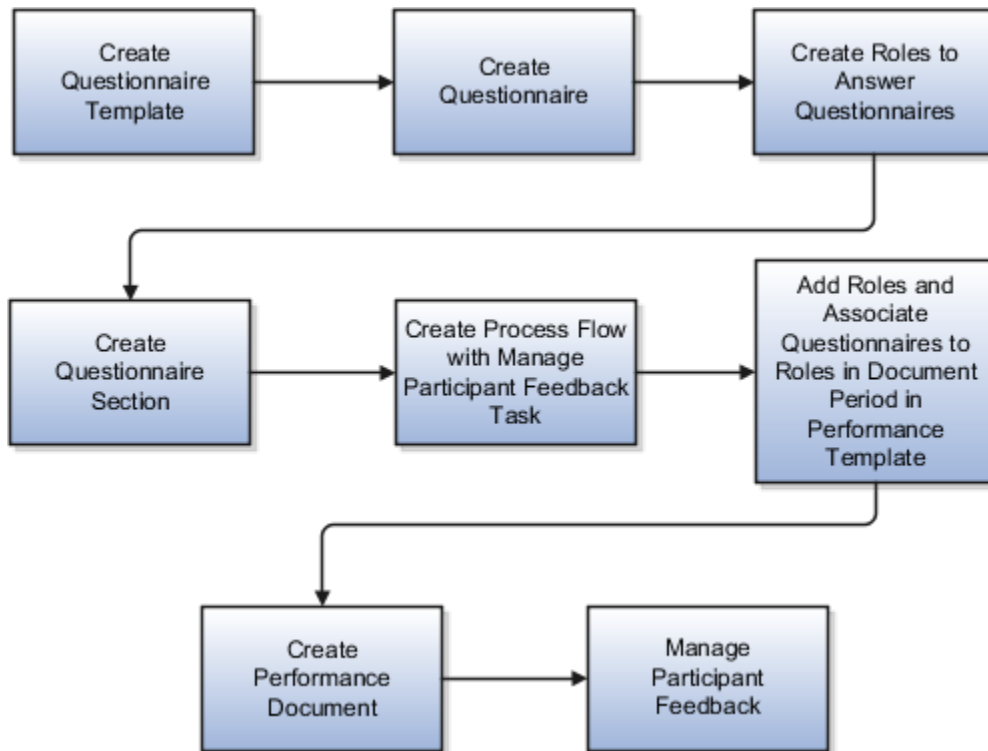 Create
Questionnaire
Template
Create
Questionnaire
Create Roles to
Answer
Questionnaires
Create
Questionnaire
Section
Create Process Flow
with Manage
Participant Feedback
Task
Add Roles and
Associate
Questionnaires to
Roles in Document
Period in
Performance
Template
Create
Performance
Document
Manage
Participant
Feedback